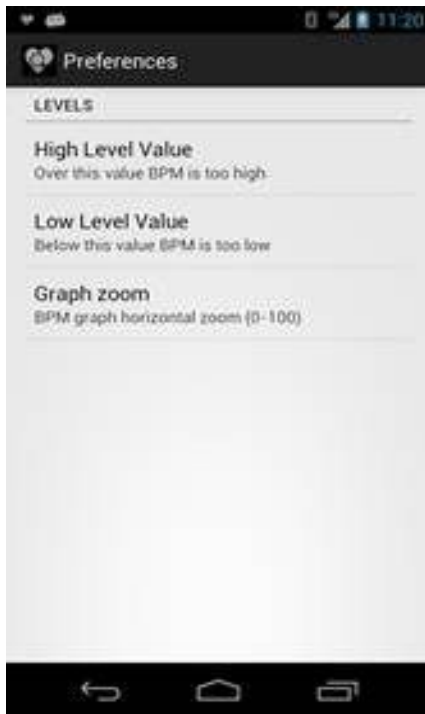 11:20
Preferences
LEVELS
High Level Value
Over this value BPM is too high
Low Level Value
Below this value BPM is too low
Graph zoom
BPM graph horizontal zoom (0-100)